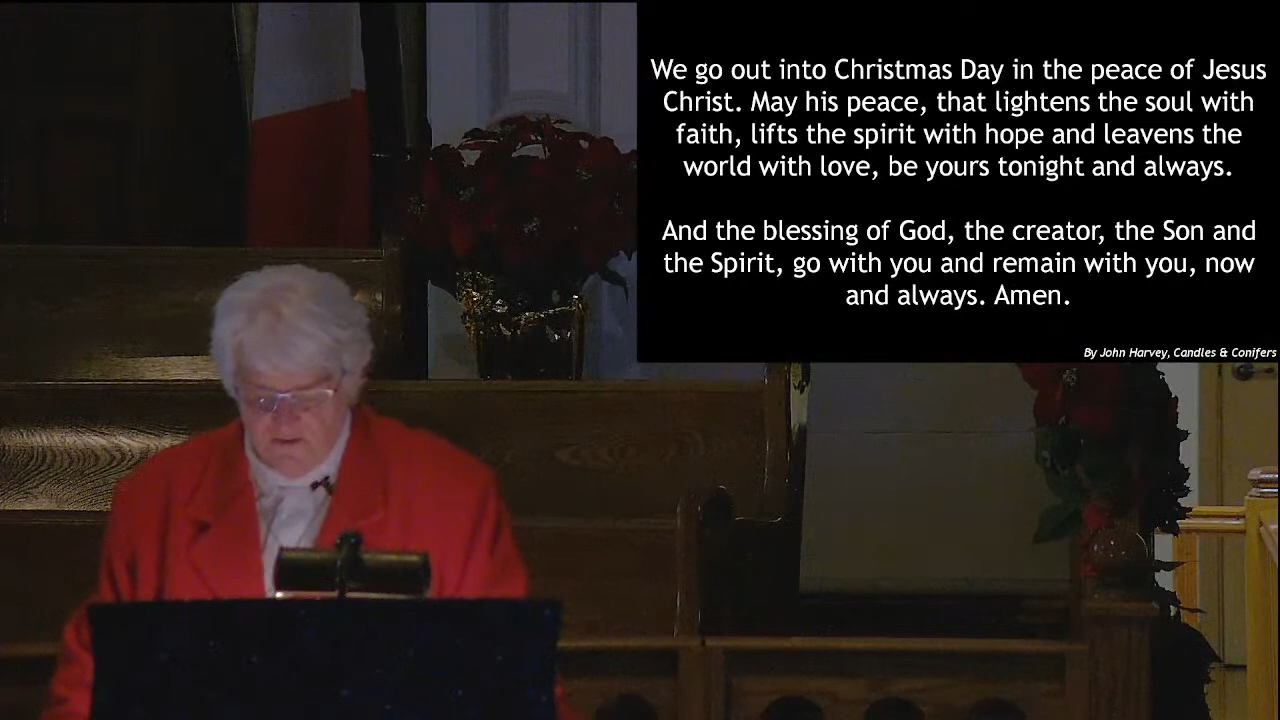 We go out into Christmas Day in the peace of Jesus
Christ. May his peace, that lightens the soul with
faith, lifts the spirit with hope and leavens the
world with love, be yours tonight and always.
And the blessing of God, the creator, the Son and
the Spirit, go with you and remain with you, now
and always. Amen.
By John Harvey, Candles & Conifers